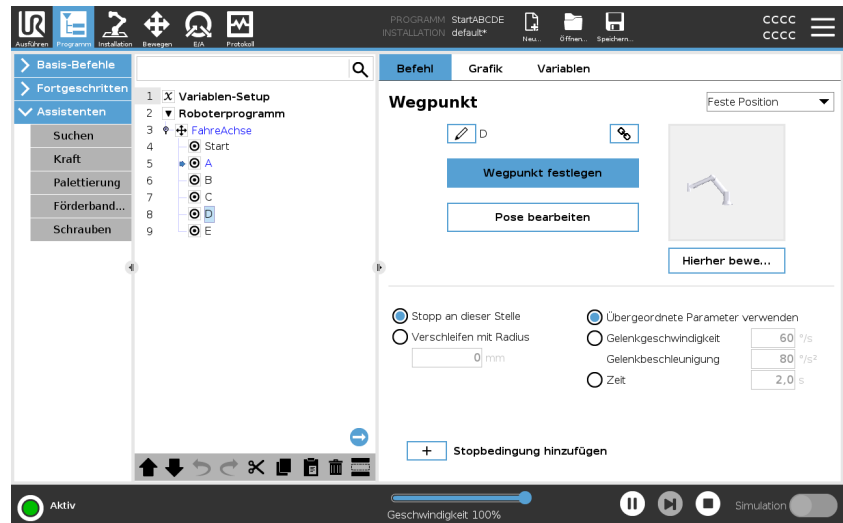 UR
Ausführen Programm Installation Bewegen E/A Protokoll
PROGRAMM StartABCDE
INSTALLATION default*
Neu... Öffnen... Speichern...
cccc
cccc
Basis-Befehle
Fortgeschritten
Assistenten
Suchen
Kraft
Palettierung
Förderband...
Schrauben
1 X Variablen-Setup
2 Roboterprogramm
3 FahreAchse
4 Start
5 A
6 B
7 C
8 D
9 E
Befehl Grafik Variablen
Wegpunkt
Feste Position
D
Wegpunkt festlegen
Pose bearbeiten
Hierher bewe...
Stopp an dieser Stelle
Verschleifen mit Radius
0 mm
Übergeordnete Parameter verwenden
Gelenkgeschwindigkeit 60 °/s
Gelenkbeschleunigung 80 °/s²
Zeit 2,0 s
+ Stopbedingung hinzufügen
Aktiv
Geschwindigkeit 100%
Simulation